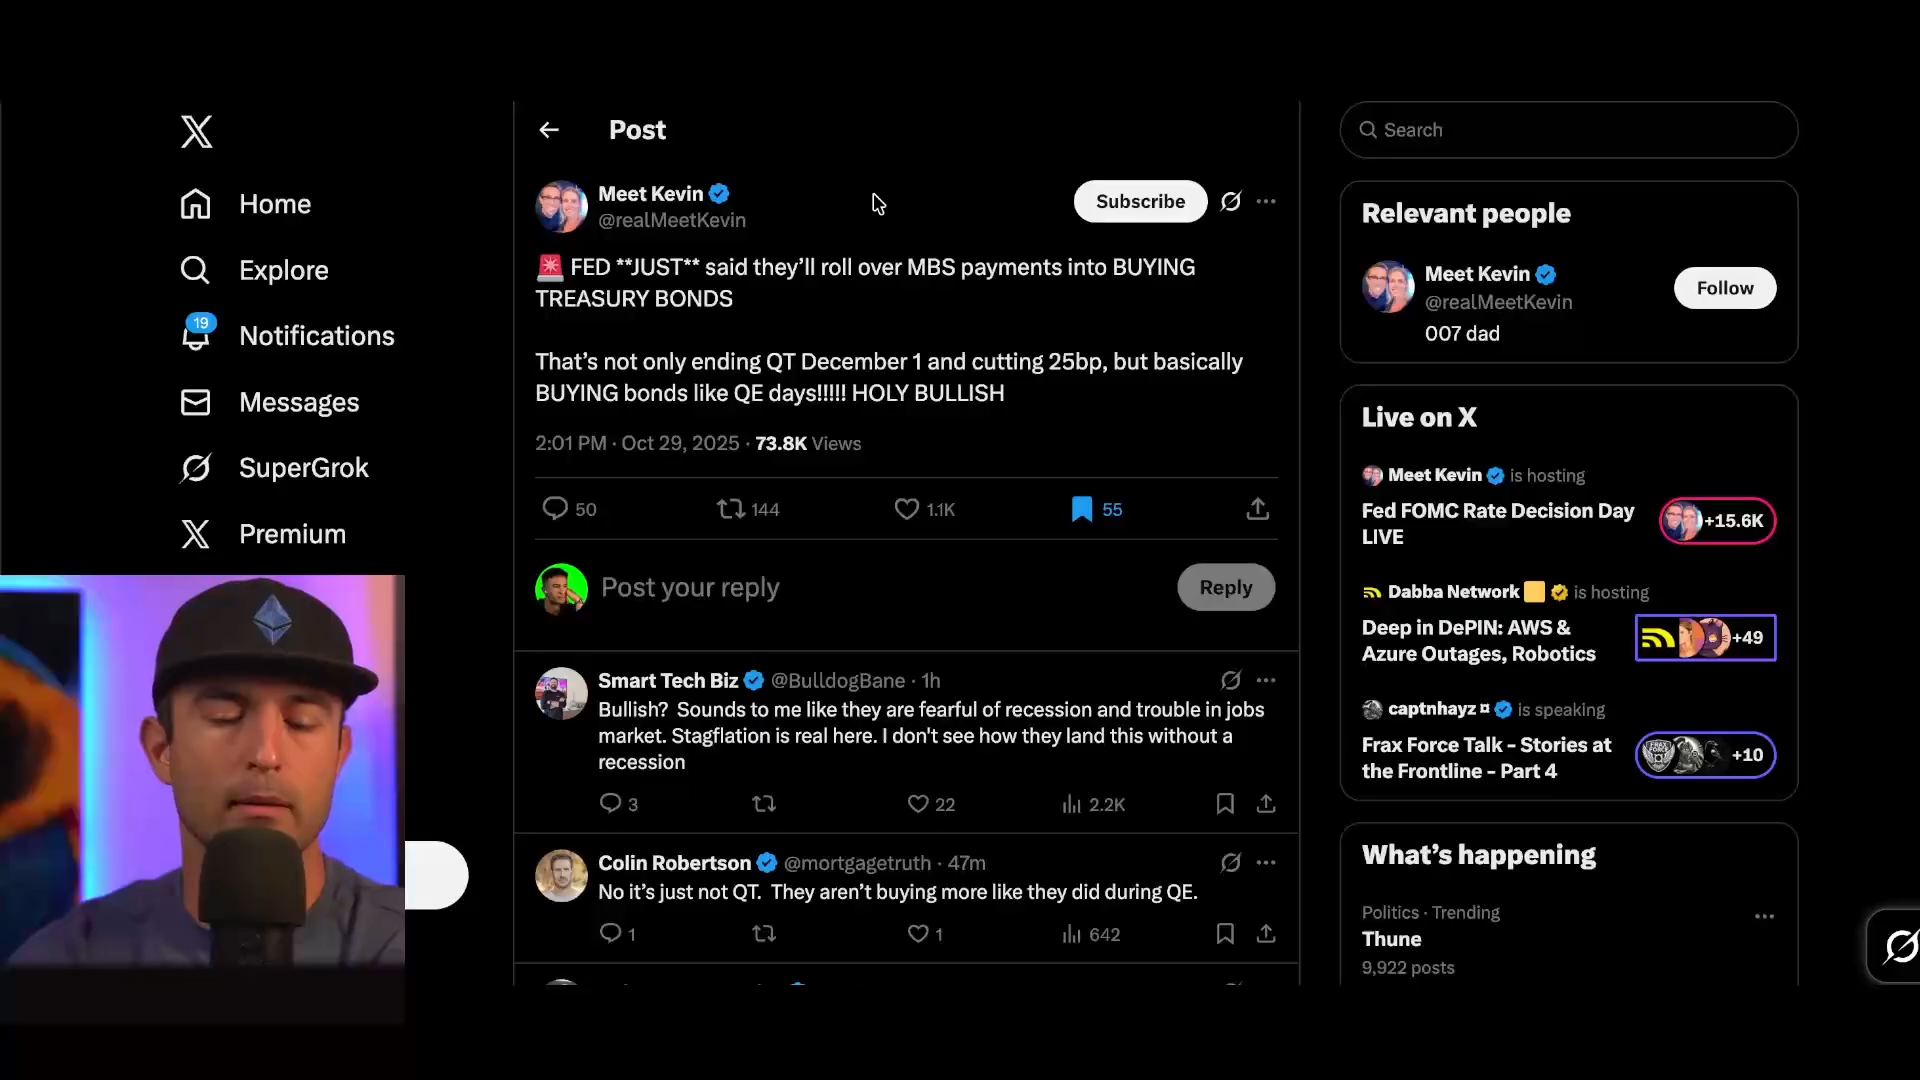 Home
Explore
19
Notifications
Messages
SuperGrok
Premium
Post
Meet Kevin
@realMeetKevin
Subscribe
🚨 FED **JUST** said they’ll roll over MBS payments into BUYING
TREASURY BONDS
That’s not only ending QT December 1 and cutting 25bp, but basically
BUYING bonds like QE days!!!!! HOLY BULLISH
2:01 PM · Oct 29, 2025 · 73.8K Views
50
144
1.1K
55
Post your reply
Reply
Smart Tech Biz @BulldogBane · 1h
Bullish?  Sounds to me like they are fearful of recession and trouble in jobs
market. Stagflation is real here. I don't see how they land this without a
recession
3
22
2.2K
Colin Robertson @mortgagetruth · 47m
No it’s just not QT.  They aren’t buying more like they did during QE.
1
1
642
Search
Relevant people
Meet Kevin
@realMeetKevin
Follow
007 dad
Live on X
Meet Kevin is hosting
Fed FOMC Rate Decision Day
LIVE
+15.6K
Dabba Network 🟨 is hosting
Deep in DePIN: AWS &
Azure Outages, Robotics
+49
captnhayz ¤ is speaking
Frax Force Talk - Stories at
the Frontline - Part 4
+10
What’s happening
Politics · Trending
Thune
9,922 posts